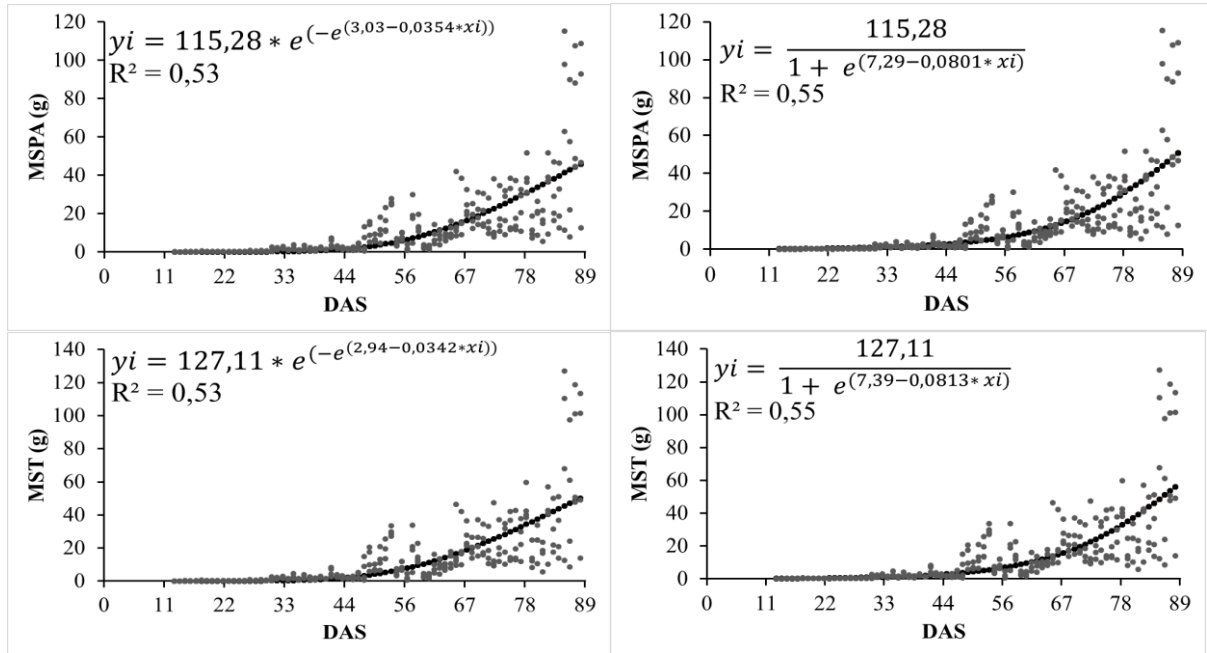 yi = 115,28 * e^(−e^(3,03−0,0354*xi))
R² = 0,53
120
100
80
60
40
20
0
MSPA (g)
0 11 22 33 44 56 67 78 89
DAS
yi = 115,28 / (1 + e^(7,29−0,0801* xi))
R² = 0,55
120
100
80
60
40
20
0
MSPA (g)
0 11 22 33 44 56 67 78 89
DAS
yi = 127,11 * e^(−e^(2,94−0,0342*xi))
R² = 0,53
140
120
100
80
60
40
20
0
MST (g)
0 11 22 33 44 56 67 78 89
DAS
yi = 127,11 / (1 + e^(7,39−0,0813* xi))
R² = 0,55
140
120
100
80
60
40
20
0
MST (g)
0 11 22 33 44 56 67 78 89
DAS